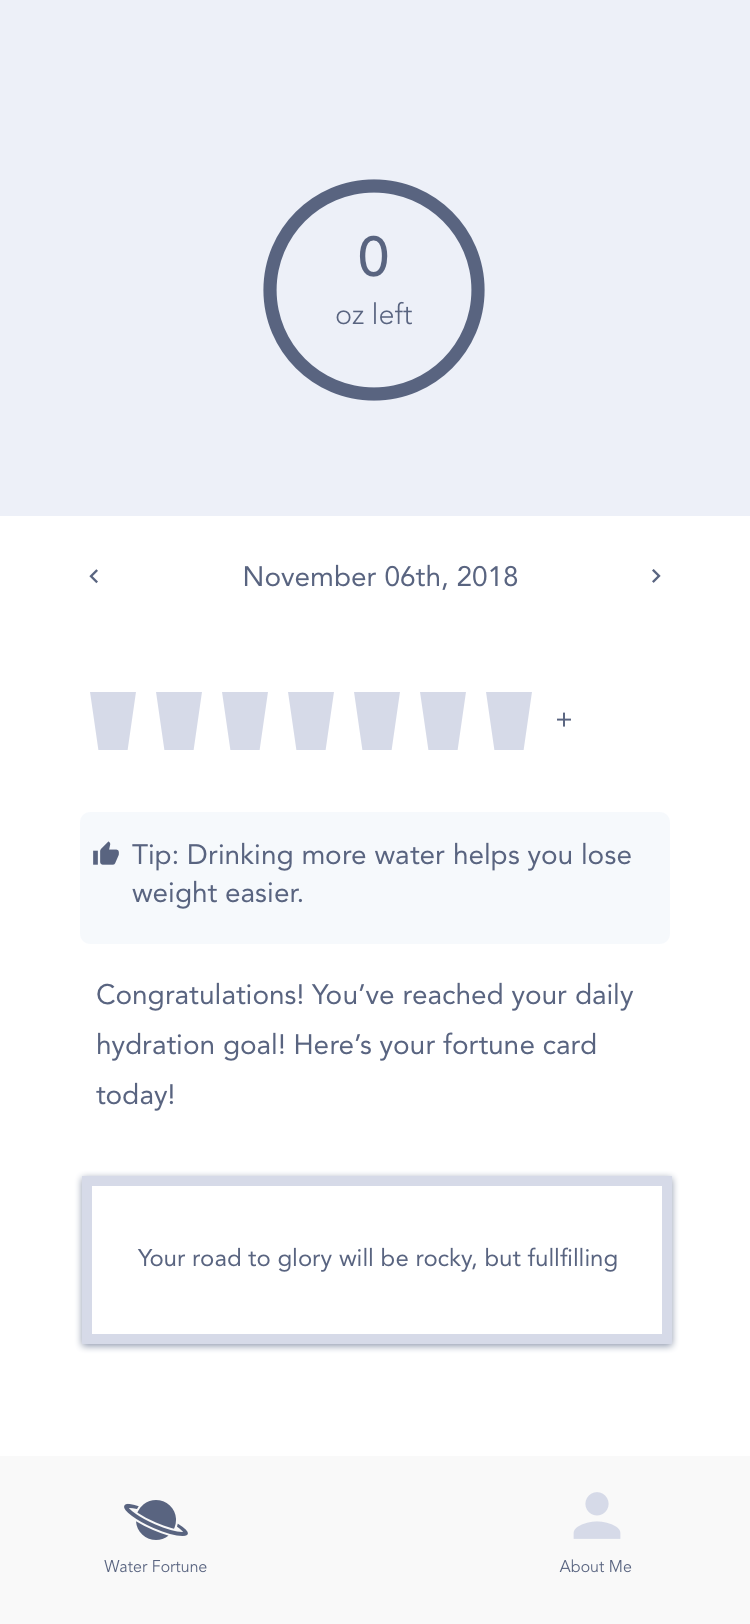 0
oz left
November 06th, 2018
+
Tip: Drinking more water helps you lose
weight easier.
Congratulations! You’ve reached your daily
hydration goal! Here’s your fortune card
today!
Your road to glory will be rocky, but fullfilling
Water Fortune
About Me